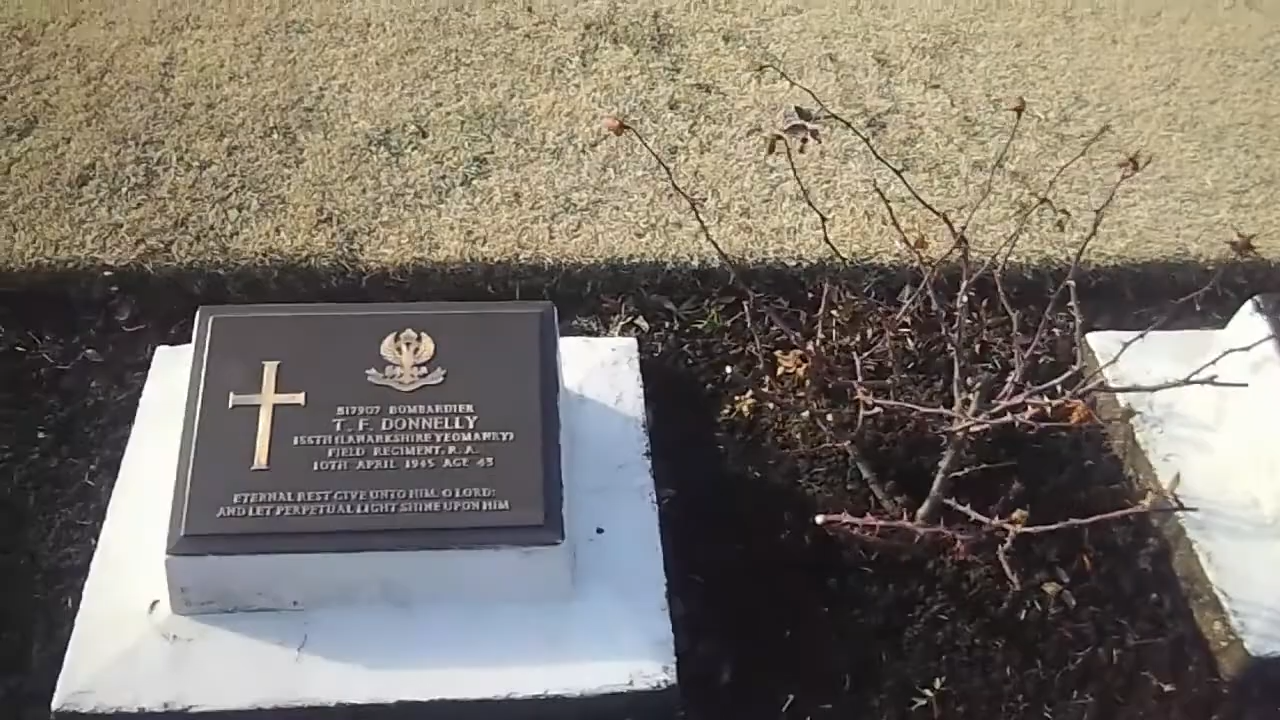 817907 BOMBARDIER
T. F. DONNELLY
155TH (LANARKSHIRE YEOMANRY)
FIELD REGIMENT, R. A.
10TH APRIL 1945 AGE 43
ETERNAL REST GIVE UNTO HIM, O LORD;
AND LET PERPETUAL LIGHT SHINE UPON HIM